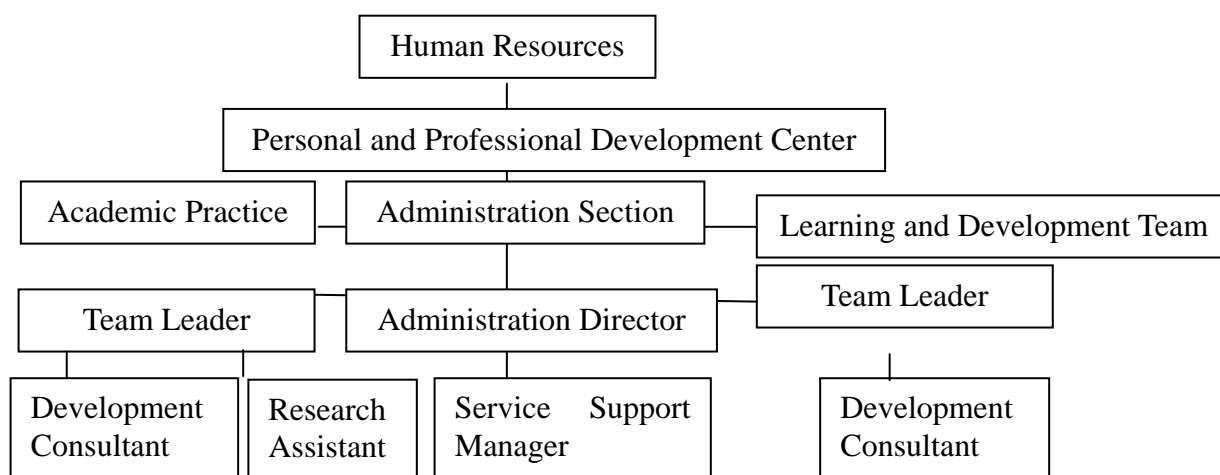 Human Resources
Personal and Professional Development Center
Academic Practice
Administration Section
Learning and Development Team
Team Leader
Administration Director
Team Leader
Development
Consultant
Research
Assistant
Service Support
Manager
Development
Consultant